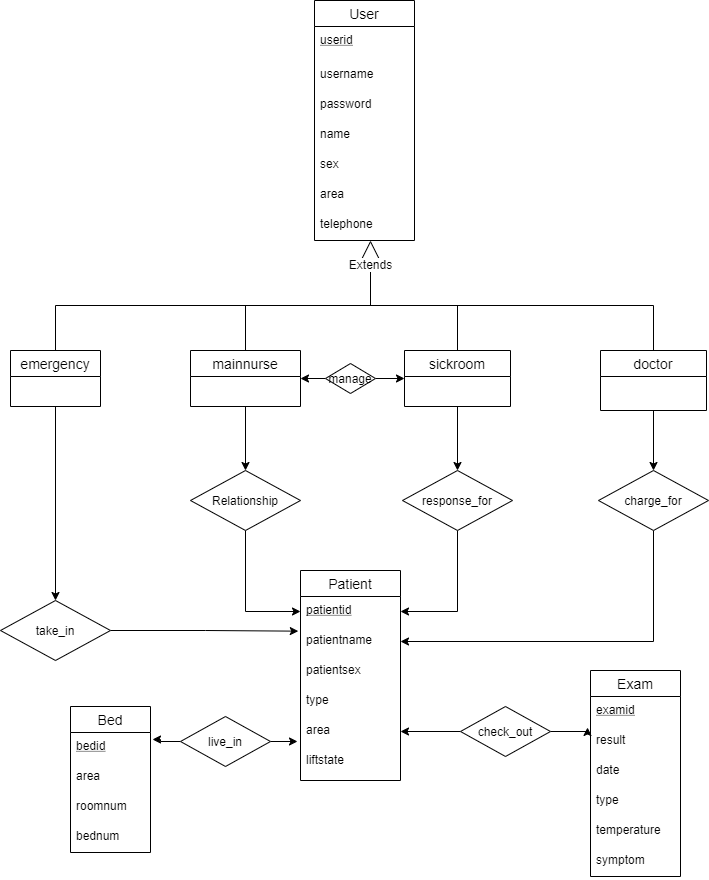 User
userid
username
password
name
sex
area
telephone
Extends
emergency
mainnurse
manage
sickroom
doctor
Relationship
response_for
charge_for
take_in
Patient
patientid
patientname
patientsex
type
area
liftstate
Bed
bedid
area
roomnum
bednum
live_in
check_out
Exam
examid
result
date
type
temperature
symptom